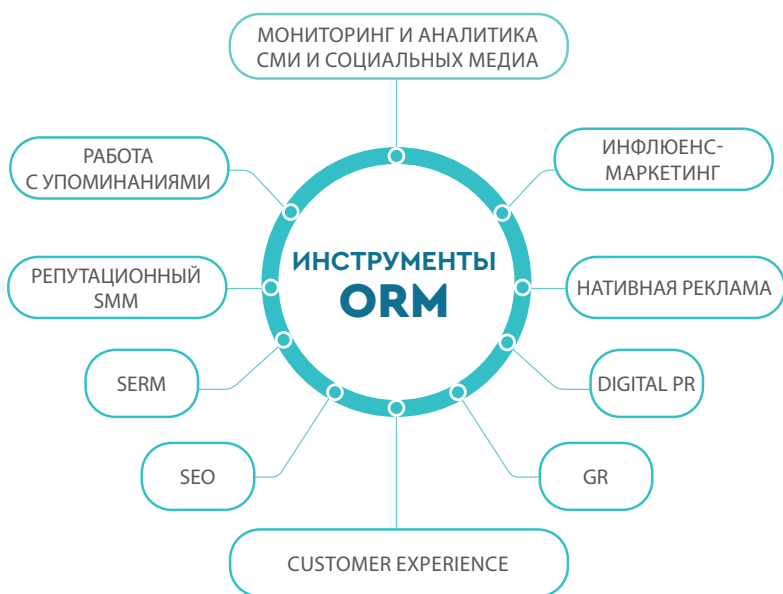 МОНИТОРИНГ И АНАЛИТИКА
СМИ И СОЦИАЛЬНЫХ МЕДИА
РАБОТА
С УПОМИНАНИЯМИ
ИНФЛЮЕНС-
МАРКЕТИНГ
ИНСТРУМЕНТЫ
ORM
РЕПУТАЦИОННЫЙ
SMM
НАТИВНАЯ РЕКЛАМА
SERM
DIGITAL PR
SEO
GR
CUSTOMER EXPERIENCE